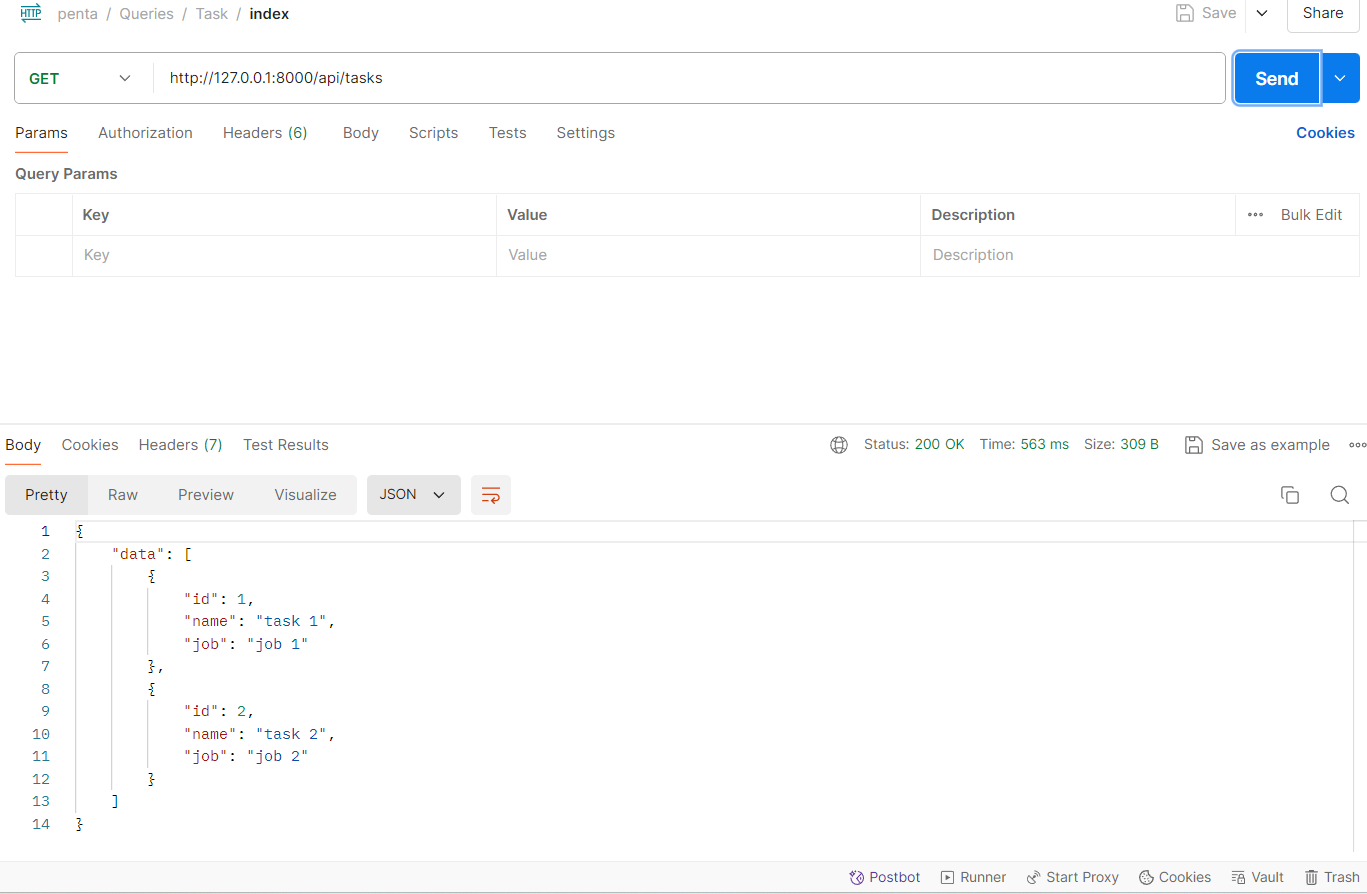 HTTP penta / Queries / Task / index Save Share
GET http://127.0.0.1:8000/api/tasks Send
Params Authorization Headers (6) Body Scripts Tests Settings Cookies
Query Params
Key Value Description Bulk Edit
Key Value Description
Body Cookies Headers (7) Test Results Status: 200 OK Time: 563 ms Size: 309 B Save as example
Pretty Raw Preview Visualize JSON
1 {
2 "data": [
3 {
4 "id": 1,
5 "name": "task 1",
6 "job": "job 1"
7 },
8 {
9 "id": 2,
10 "name": "task 2",
11 "job": "job 2"
12 }
13 ]
14 }
Postbot Runner Start Proxy Cookies Vault Trash